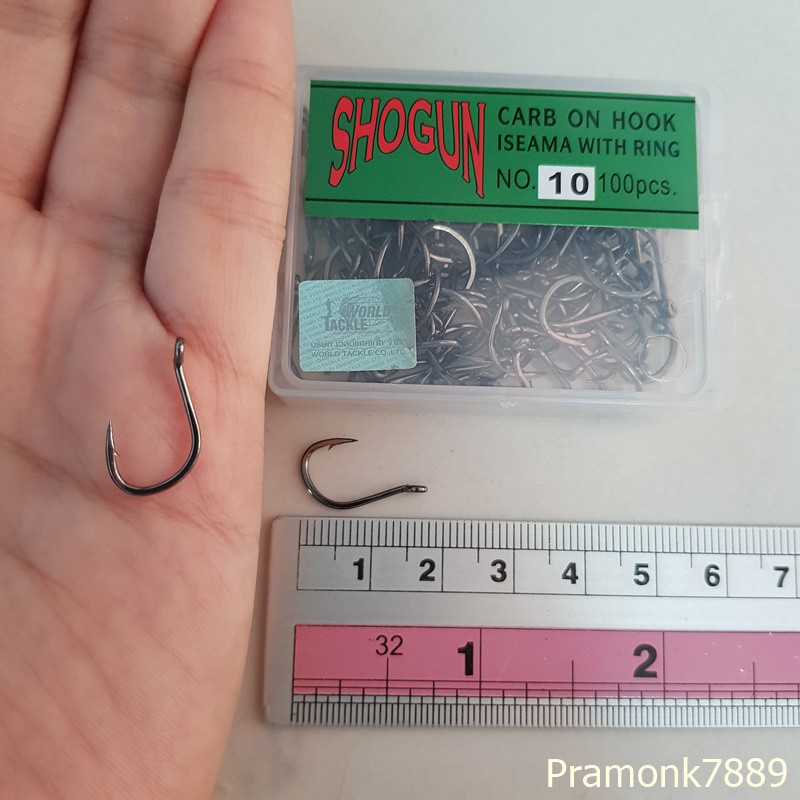 SHOGUN
CARB ON HOOK
ISEAMA WITH RING
NO. 10 100pcs.
WORLD
TACKLE
WORLD TACKLE CO.,LTD.
1 2 3 4 5 6 7
32 1 2
Pramonk7889